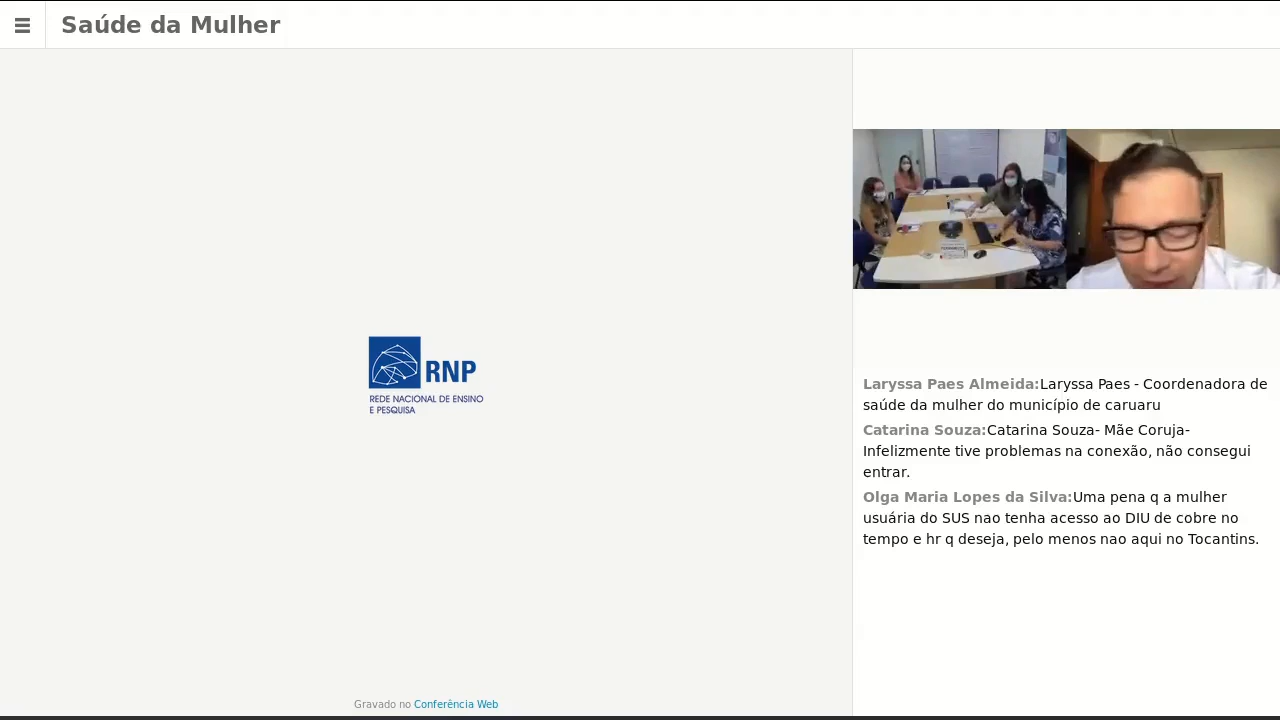 Saúde da Mulher
RNP
REDE NACIONAL DE ENSINO
E PESQUISA
Gravado no Conferência Web
Laryssa Paes Almeida:Laryssa Paes - Coordenadora de
saúde da mulher do município de caruaru
Catarina Souza:Catarina Souza- Mãe Coruja-
Infelizmente tive problemas na conexão, não consegui
entrar.
Olga Maria Lopes da Silva:Uma pena q a mulher
usuária do SUS nao tenha acesso ao DIU de cobre no
tempo e hr q deseja, pelo menos nao aqui no Tocantins.